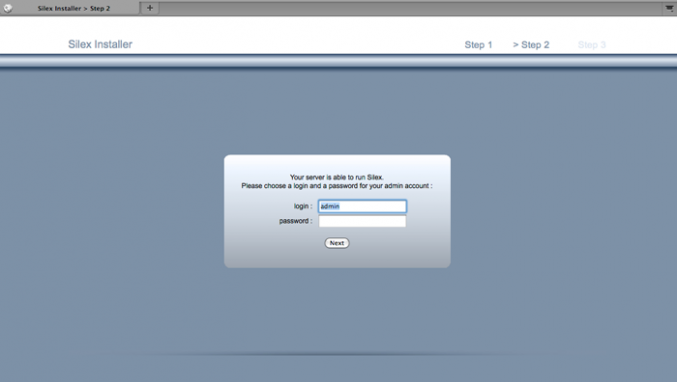 Silex Installer > Step 2
Silex Installer
Step 1 > Step 2 Step 3
Your server is able to run Silex.
Please choose a login and a password for your admin account :
login : admin
password :
Next